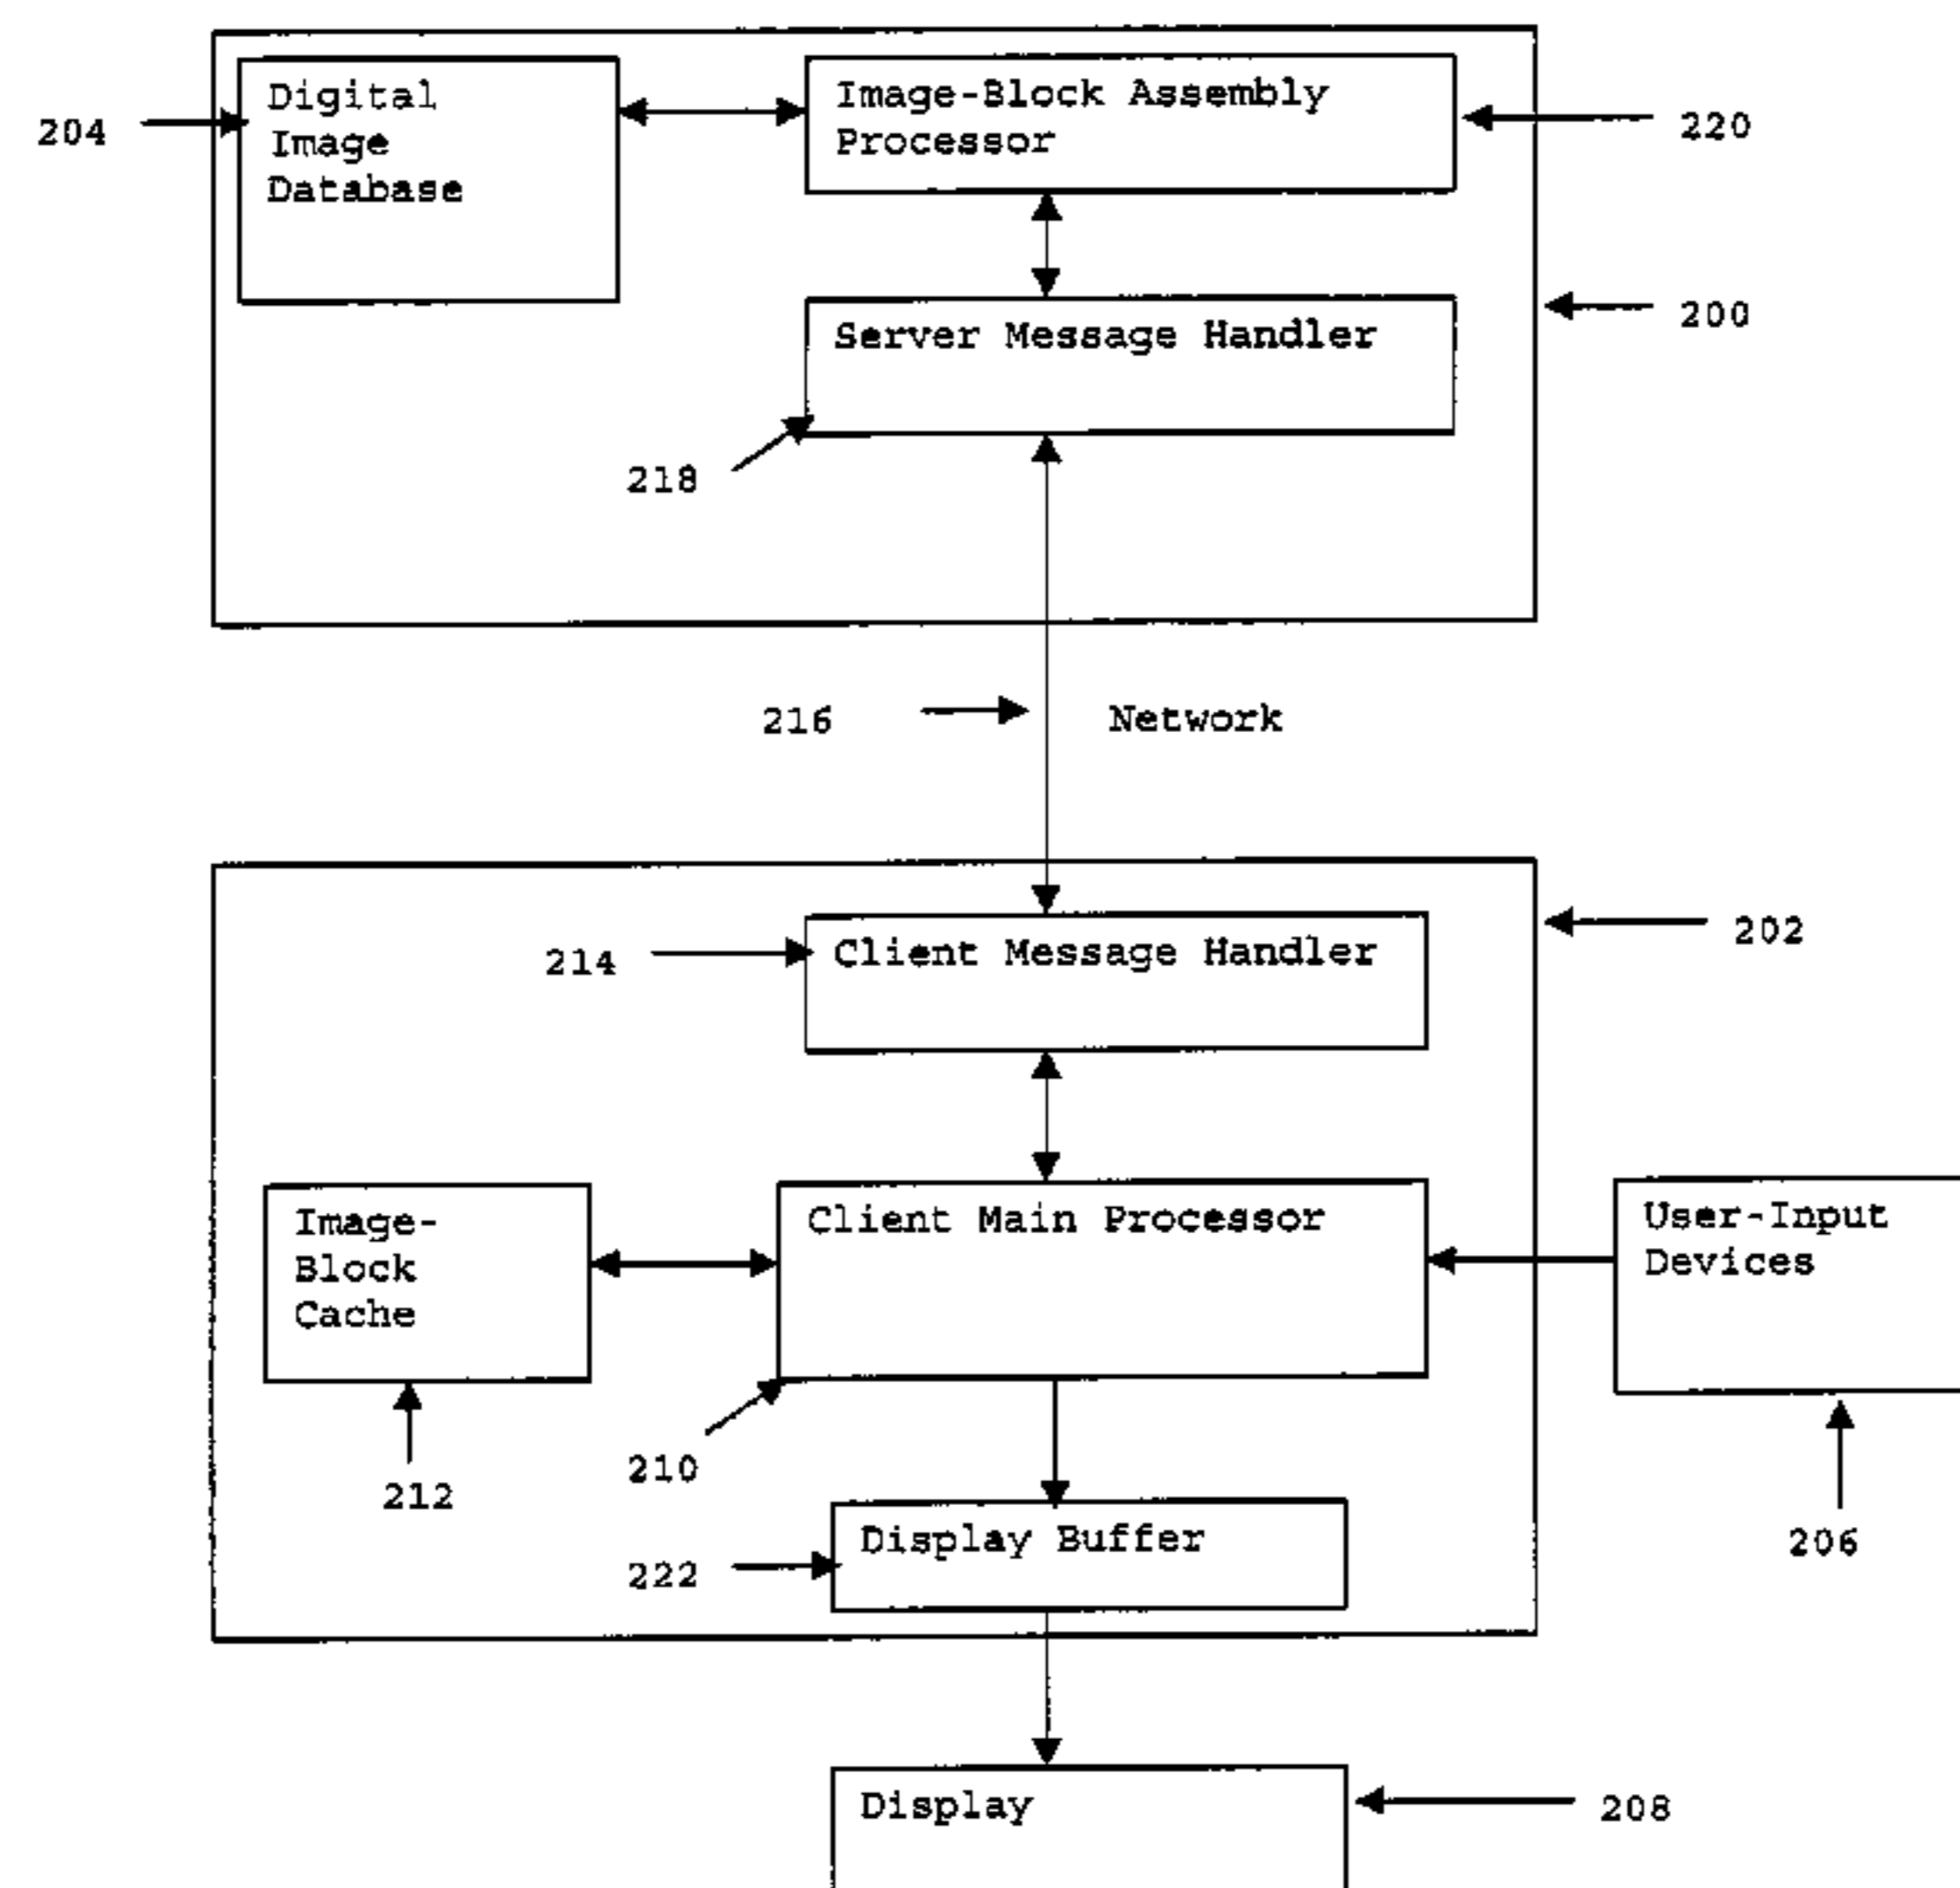 Digital
Image
Database
204
Image-Block Assembly
Processor
220
Server Message Handler
200
218
216
Network
Client Message Handler
214
202
Image-
Block
Cache
Client Main Processor
User-Input
Devices
210
212
206
Display Buffer
222
Display
208